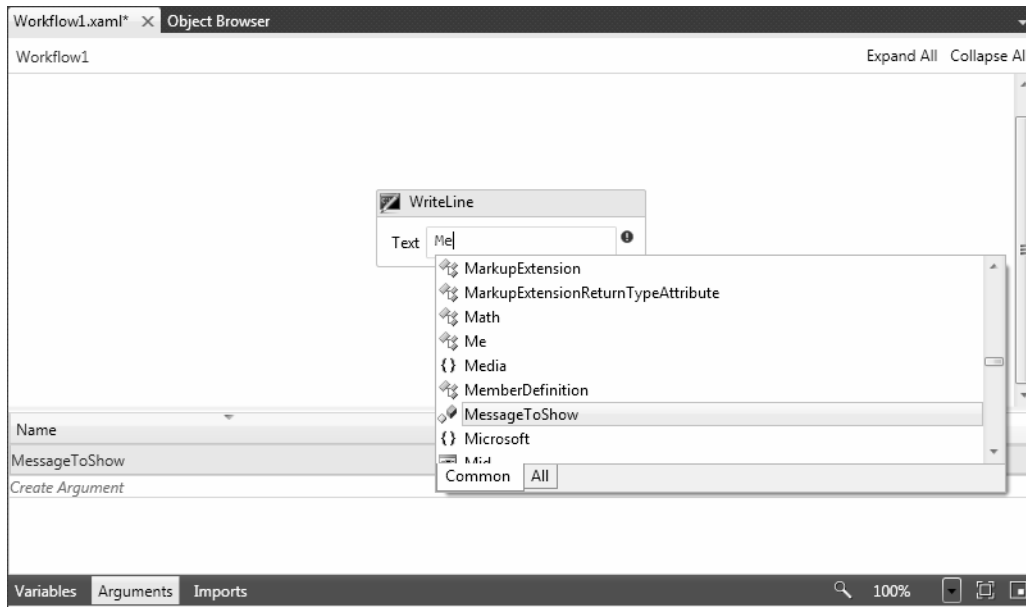 Workflow1.xaml* × Object Browser
Workflow1 Expand All Collapse Al
WriteLine
Text Me
MarkupExtension
MarkupExtensionReturnTypeAttribute
Math
Me
{} Media
MemberDefinition
Name
MessageToShow
{} Microsoft
MessageToShow
Mid
Common All
Create Argument
Variables Arguments Imports 100%